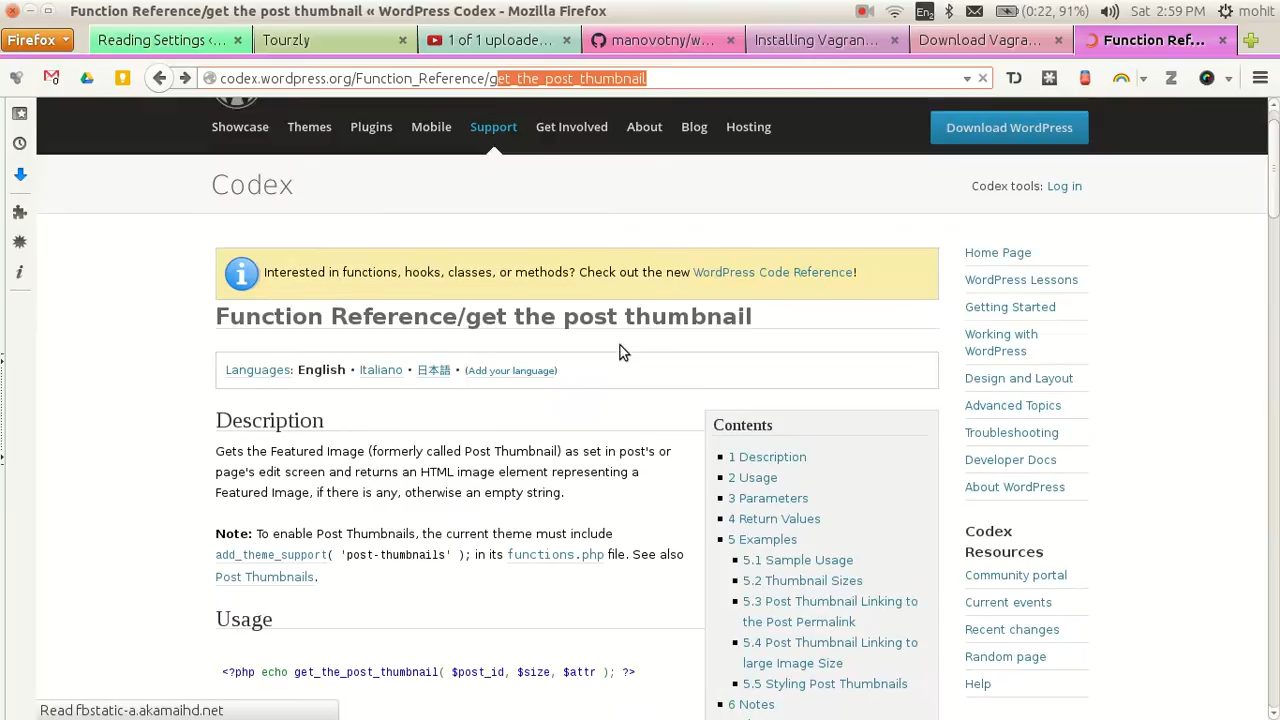 Function Reference/get the post thumbnail « WordPress Codex - Mozilla Firefox
En2
(0:22, 91%)
Sat 2:59 PM
mohit
Firefox
Reading Settings ‹...
Tourzly
1 of 1 uploade...
manovotny/w...
Installing Vagran...
Download Vagra...
Function Ref...
codex.wordpress.org/Function_Reference/get_the_post_thumbnail
Showcase
Themes
Plugins
Mobile
Support
Get Involved
About
Blog
Hosting
Download WordPress
Codex
Codex tools: Log in
Interested in functions, hooks, classes, or methods? Check out the new WordPress Code Reference!
Function Reference/get the post thumbnail
Languages: English • Italiano • 日本語 • (Add your language)
Description
Gets the Featured Image (formerly called Post Thumbnail) as set in post's or
page's edit screen and returns an HTML image element representing a
Featured Image, if there is any, otherwise an empty string.
Note: To enable Post Thumbnails, the current theme must include
add_theme_support( 'post-thumbnails' ); in its functions.php file. See also
Post Thumbnails.
Usage
<?php echo get_the_post_thumbnail( $post_id, $size, $attr ); ?>
Contents
1 Description
2 Usage
3 Parameters
4 Return Values
5 Examples
5.1 Sample Usage
5.2 Thumbnail Sizes
5.3 Post Thumbnail Linking to
the Post Permalink
5.4 Post Thumbnail Linking to
large Image Size
5.5 Styling Post Thumbnails
6 Notes
Home Page
WordPress Lessons
Getting Started
Working with
WordPress
Design and Layout
Advanced Topics
Troubleshooting
Developer Docs
About WordPress
Codex
Resources
Community portal
Current events
Recent changes
Random page
Help
Read fbstatic-a.akamaihd.net